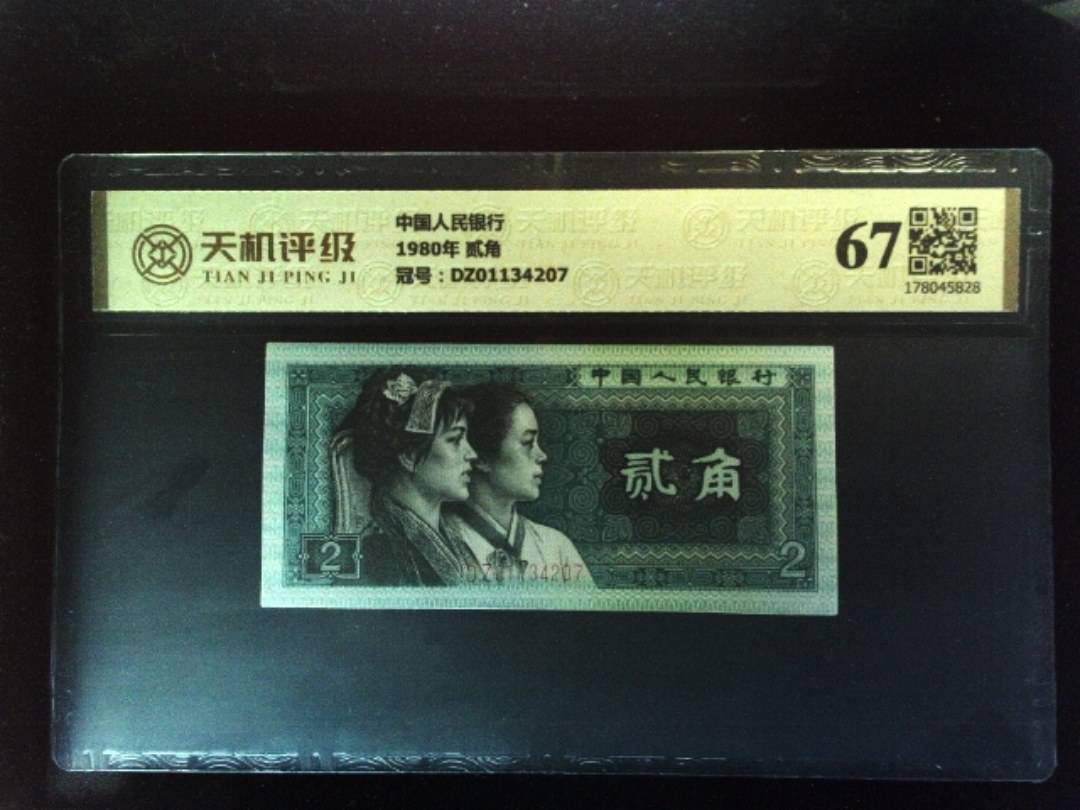 天机评级
TIAN JI PING JI
中国人民银行
1980年 贰角
冠号：DZ01134207
67
178045828
中国人民银行
贰角
2
2
DZ01134207